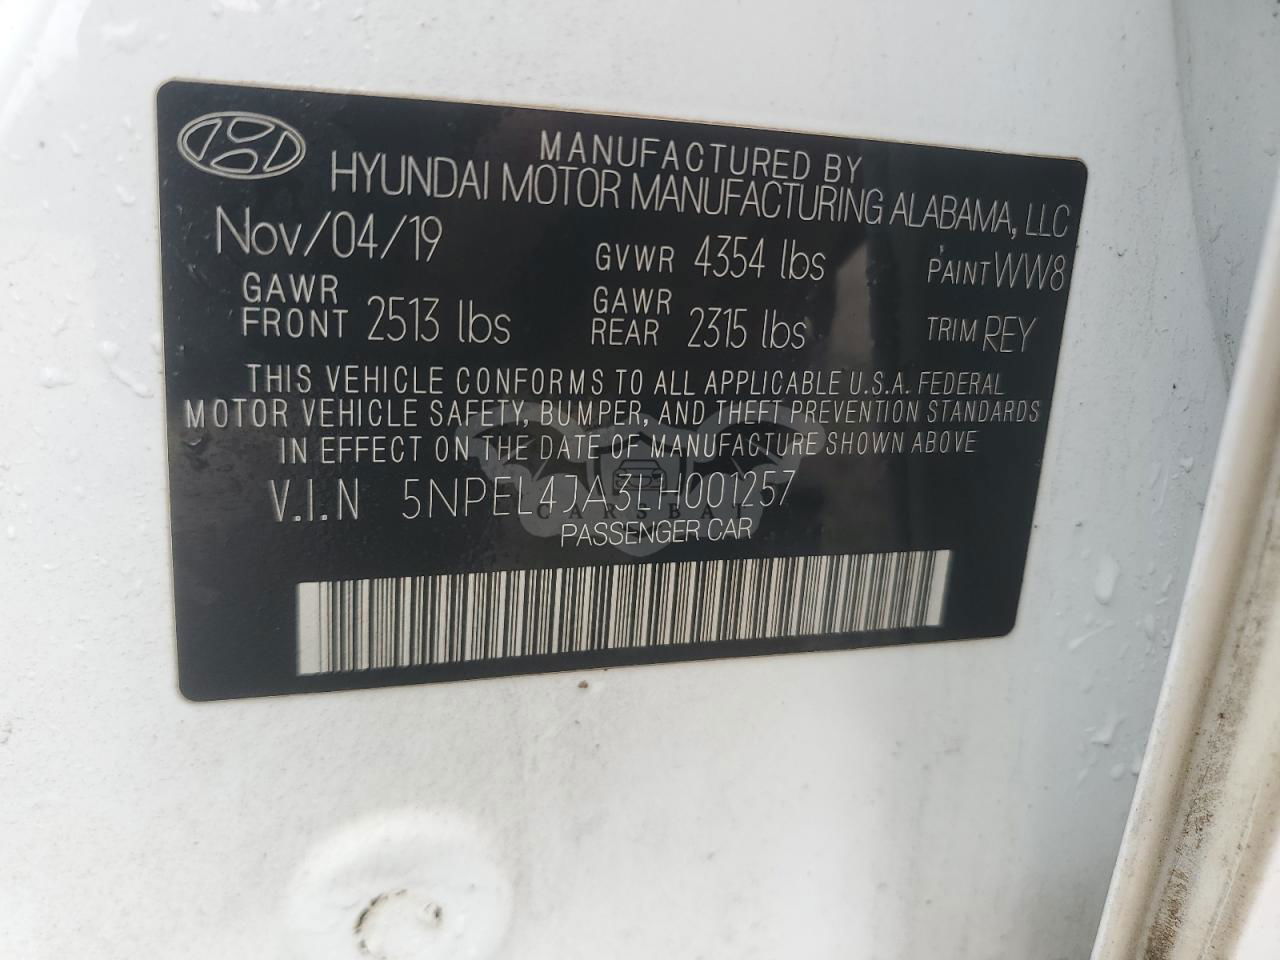 MANUFACTURED BY
HYUNDAI MOTOR MANUFACTURING ALABAMA, LLC
Nov/04/19 GVWR 4354 lbs PAINT WW8
GAWR FRONT 2513 lbs GAWR REAR 2315 lbs TRIM REY
THIS VEHICLE CONFORMS TO ALL APPLICABLE U.S.A. FEDERAL
MOTOR VEHICLE SAFETY, BUMPER, AND THEFT PREVENTION STANDARDS
IN EFFECT ON THE DATE OF MANUFACTURE SHOWN ABOVE
V.I.N 5NPEL4JA3LH001257
CARSBAT
PASSENGER CAR